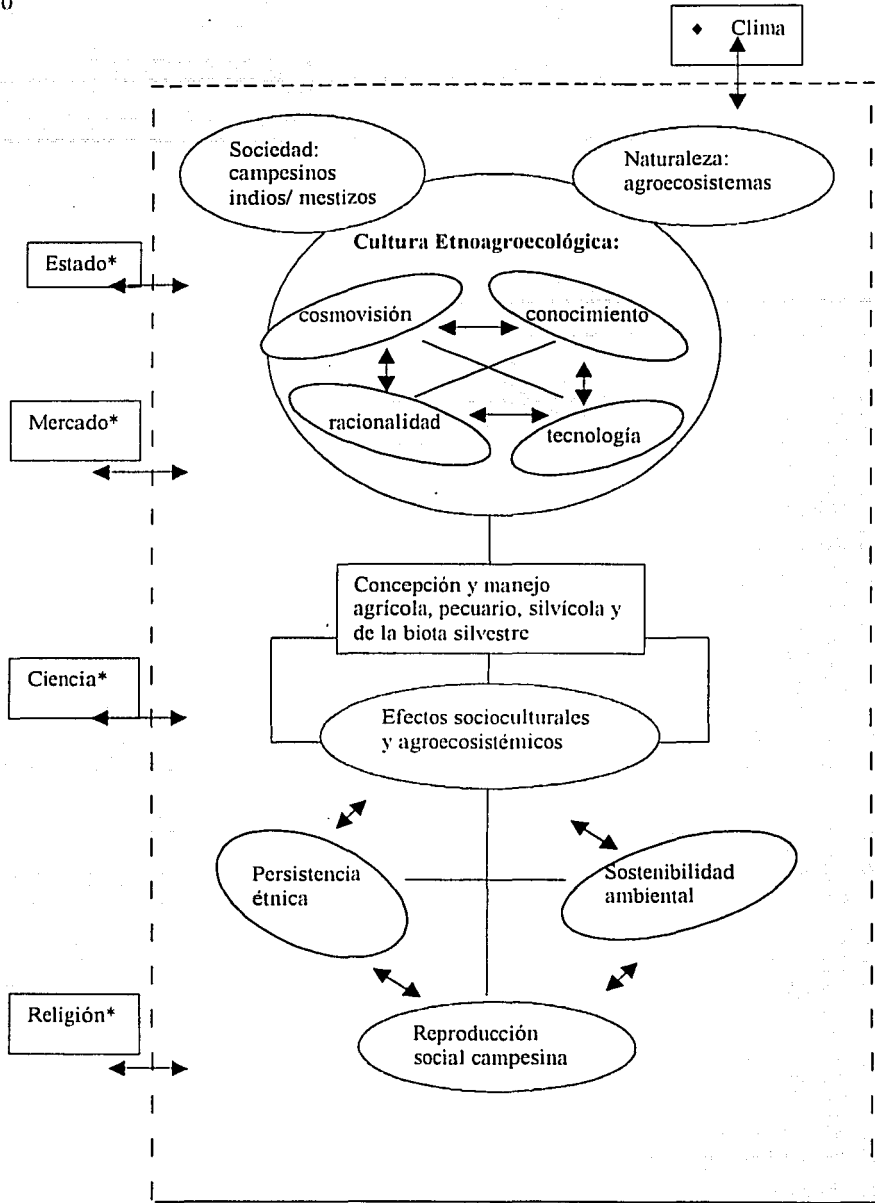 0
♦ Clima
Sociedad:
campesinos
indios/ mestizos
Naturaleza:
agroecosistemas
Cultura Etnoagroecológica:
Estado*
cosmovisión
conocimiento
Mercado*
racionalidad
tecnología
Concepción y manejo
agrícola, pecuario, silvícola y
de la biota silvestre
Ciencia*
Efectos socioculturales
y agroecosistémicos
Persistencia
étnica
Sostenibilidad
ambiental
Religión*
Reproducción
social campesina